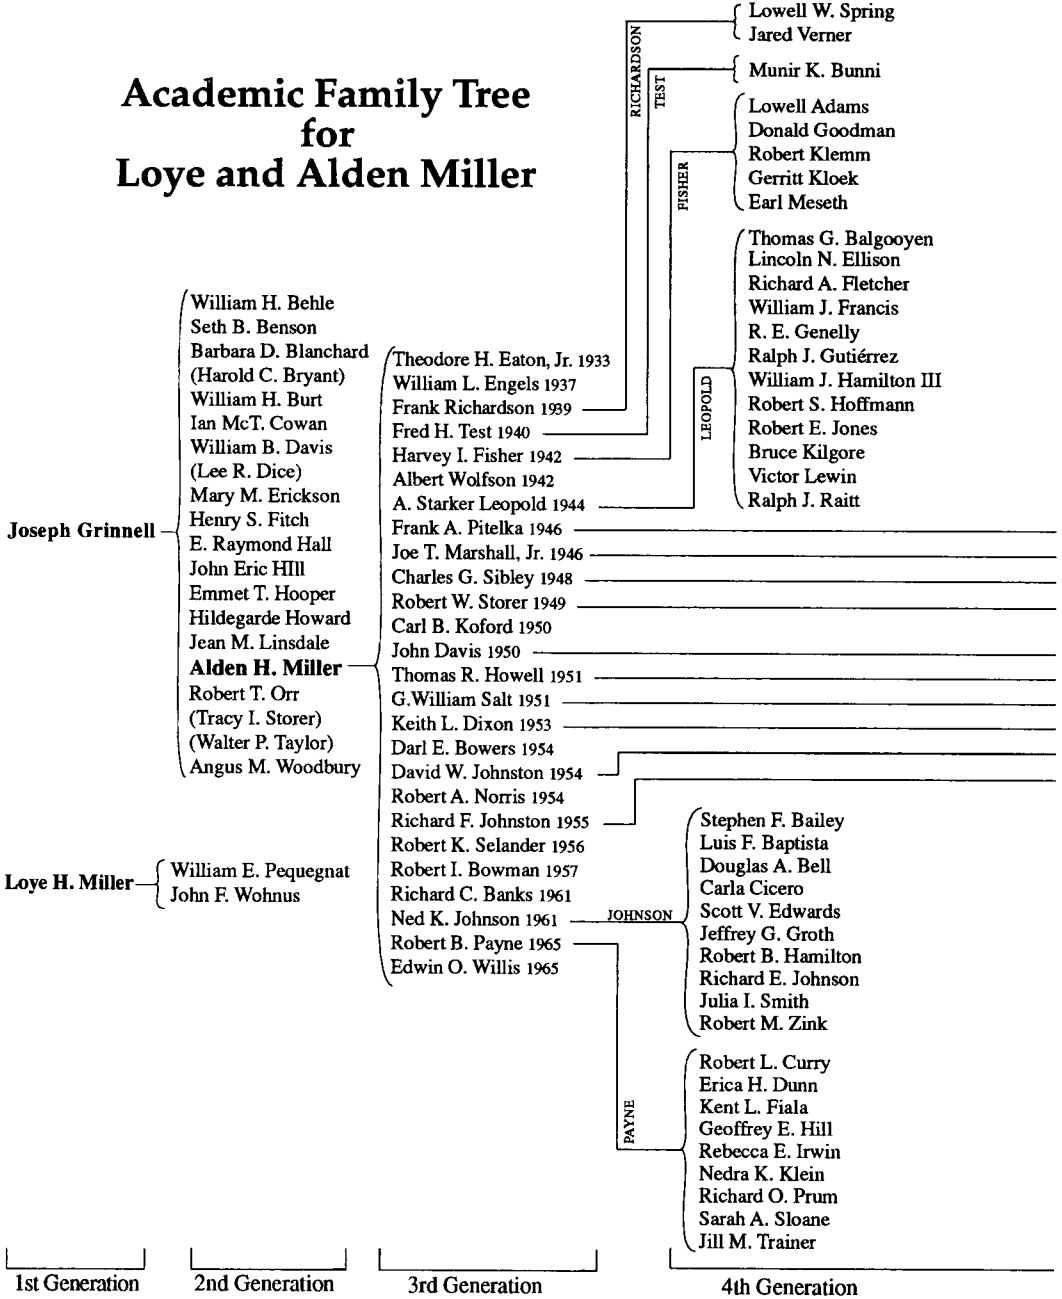 Academic Family Tree
for
Loye and Alden Miller
Joseph Grinnell
William H. Behle
Seth B. Benson
Barbara D. Blanchard
(Harold C. Bryant)
William H. Burt
Ian McT. Cowan
William B. Davis
(Lee R. Dice)
Mary M. Erickson
Henry S. Fitch
E. Raymond Hall
John Eric HIll
Emmet T. Hooper
Hildegarde Howard
Jean M. Linsdale
Alden H. Miller
Robert T. Orr
(Tracy I. Storer)
(Walter P. Taylor)
Angus M. Woodbury
Loye H. Miller
William E. Pequegnat
John F. Wohnus
Theodore H. Eaton, Jr. 1933
William L. Engels 1937
Frank Richardson 1939
Fred H. Test 1940
Harvey I. Fisher 1942
Albert Wolfson 1942
A. Starker Leopold 1944
Frank A. Pitelka 1946
Joe T. Marshall, Jr. 1946
Charles G. Sibley 1948
Robert W. Storer 1949
Carl B. Koford 1950
John Davis 1950
Thomas R. Howell 1951
G.William Salt 1951
Keith L. Dixon 1953
Darl E. Bowers 1954
David W. Johnston 1954
Robert A. Norris 1954
Richard F. Johnston 1955
Robert K. Selander 1956
Robert I. Bowman 1957
Richard C. Banks 1961
Ned K. Johnson 1961
Robert B. Payne 1965
Edwin O. Willis 1965
RICHARDSON
Lowell W. Spring
Jared Verner
TEST
Munir K. Bunni
FISHER
Lowell Adams
Donald Goodman
Robert Klemm
Gerritt Kloek
Earl Meseth
LEOPOLD
Thomas G. Balgooyen
Lincoln N. Ellison
Richard A. Fletcher
William J. Francis
R. E. Genelly
Ralph J. Gutiérrez
William J. Hamilton III
Robert S. Hoffmann
Robert E. Jones
Bruce Kilgore
Victor Lewin
Ralph J. Raitt
JOHNSON
Stephen F. Bailey
Luis F. Baptista
Douglas A. Bell
Carla Cicero
Scott V. Edwards
Jeffrey G. Groth
Robert B. Hamilton
Richard E. Johnson
Julia I. Smith
Robert M. Zink
PAYNE
Robert L. Curry
Erica H. Dunn
Kent L. Fiala
Geoffrey E. Hill
Rebecca E. Irwin
Nedra K. Klein
Richard O. Prum
Sarah A. Sloane
Jill M. Trainer
1st Generation
2nd Generation
3rd Generation
4th Generation